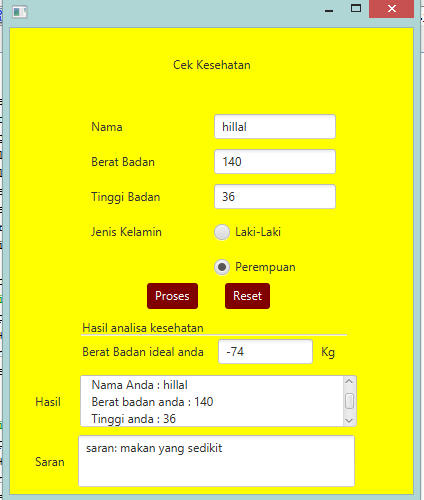 Cek Kesehatan
Nama hillal
Berat Badan 140
Tinggi Badan 36
Jenis Kelamin Laki-Laki
Perempuan
Proses Reset
Hasil analisa kesehatan
Berat Badan ideal anda -74 Kg
Hasil
Nama Anda : hillal
Berat badan anda : 140
Tinggi anda : 36
Saran
saran: makan yang sedikit